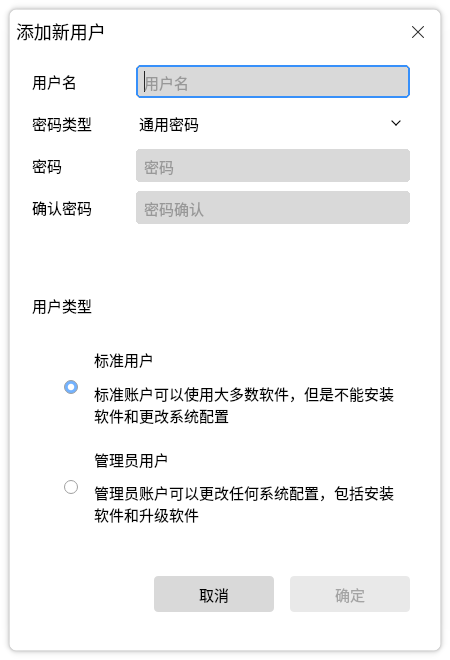 添加新用户
用户名 用户名
密码类型 通用密码
密码 密码
确认密码 密码确认
用户类型
标准用户
标准账户可以使用大多数软件，但是不能安装
软件和更改系统配置
管理员用户
管理员账户可以更改任何系统配置，包括安装
软件和升级软件
取消 确定